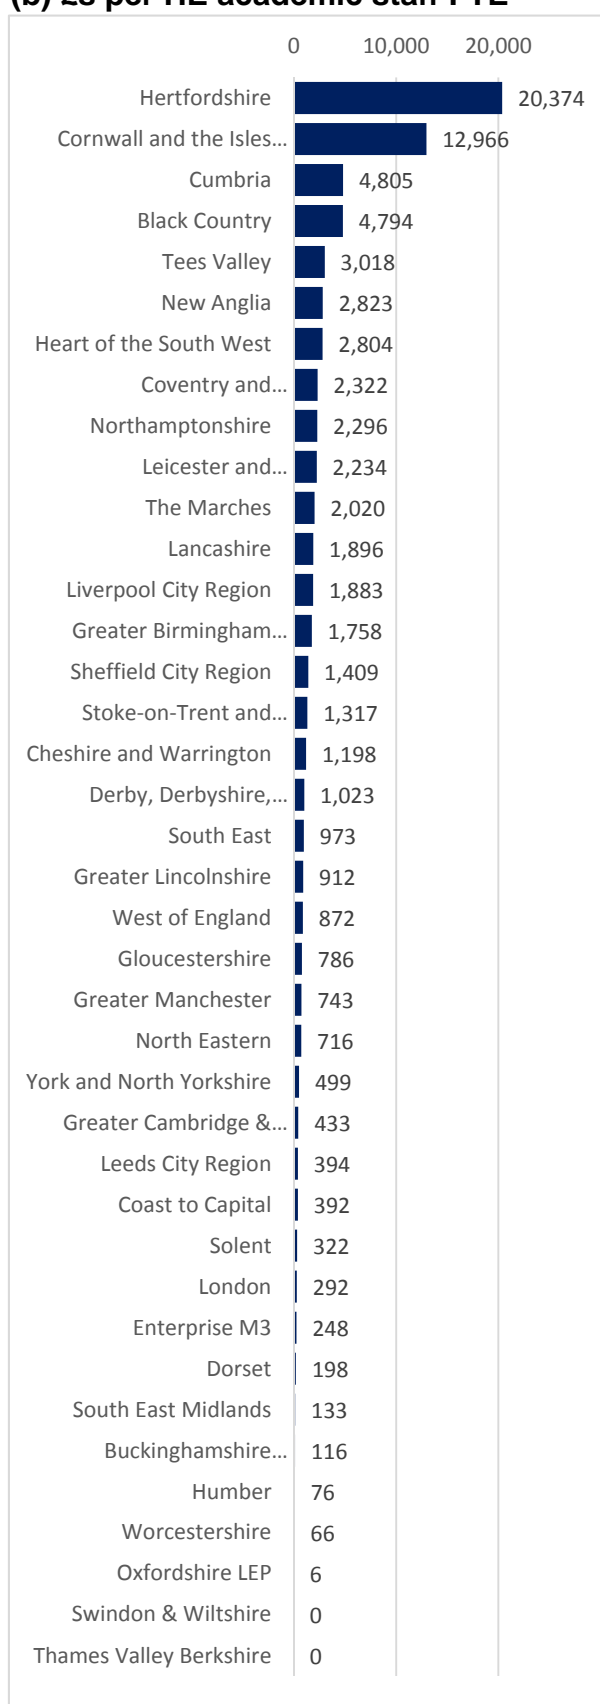 (b) £s per HE academic staff FTE
0 10,000 20,000
Hertfordshire 20,374
Cornwall and the Isles... 12,966
Cumbria 4,805
Black Country 4,794
Tees Valley 3,018
New Anglia 2,823
Heart of the South West 2,804
Coventry and... 2,322
Northamptonshire 2,296
Leicester and... 2,234
The Marches 2,020
Lancashire 1,896
Liverpool City Region 1,883
Greater Birmingham... 1,758
Sheffield City Region 1,409
Stoke-on-Trent and... 1,317
Cheshire and Warrington 1,198
Derby, Derbyshire,... 1,023
South East 973
Greater Lincolnshire 912
West of England 872
Gloucestershire 786
Greater Manchester 743
North Eastern 716
York and North Yorkshire 499
Greater Cambridge &... 433
Leeds City Region 394
Coast to Capital 392
Solent 322
London 292
Enterprise M3 248
Dorset 198
South East Midlands 133
Buckinghamshire... 116
Humber 76
Worcestershire 66
Oxfordshire LEP 6
Swindon & Wiltshire 0
Thames Valley Berkshire 0